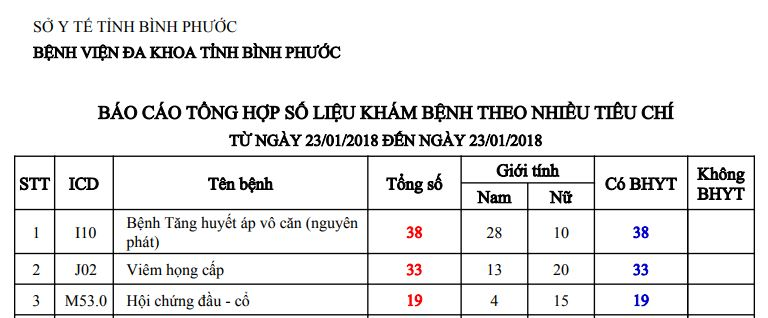 SỞ Y TẾ TỈNH BÌNH PHƯỚC
BỆNH VIỆN ĐA KHOA TỈNH BÌNH PHƯỚC
BÁO CÁO TỔNG HỢP SỐ LIỆU KHÁM BỆNH THEO NHIỀU TIÊU CHÍ
TỪ NGÀY 23/01/2018 ĐẾN NGÀY 23/01/2018
STT ICD Tên bệnh Tổng số Giới tính Có BHYT Không BHYT
Nam Nữ
1 I10 Bệnh Tăng huyết áp vô căn (nguyên phát) 38 28 10 38
2 J02 Viêm họng cấp 33 13 20 33
3 M53.0 Hội chứng đầu - cổ 19 4 15 19